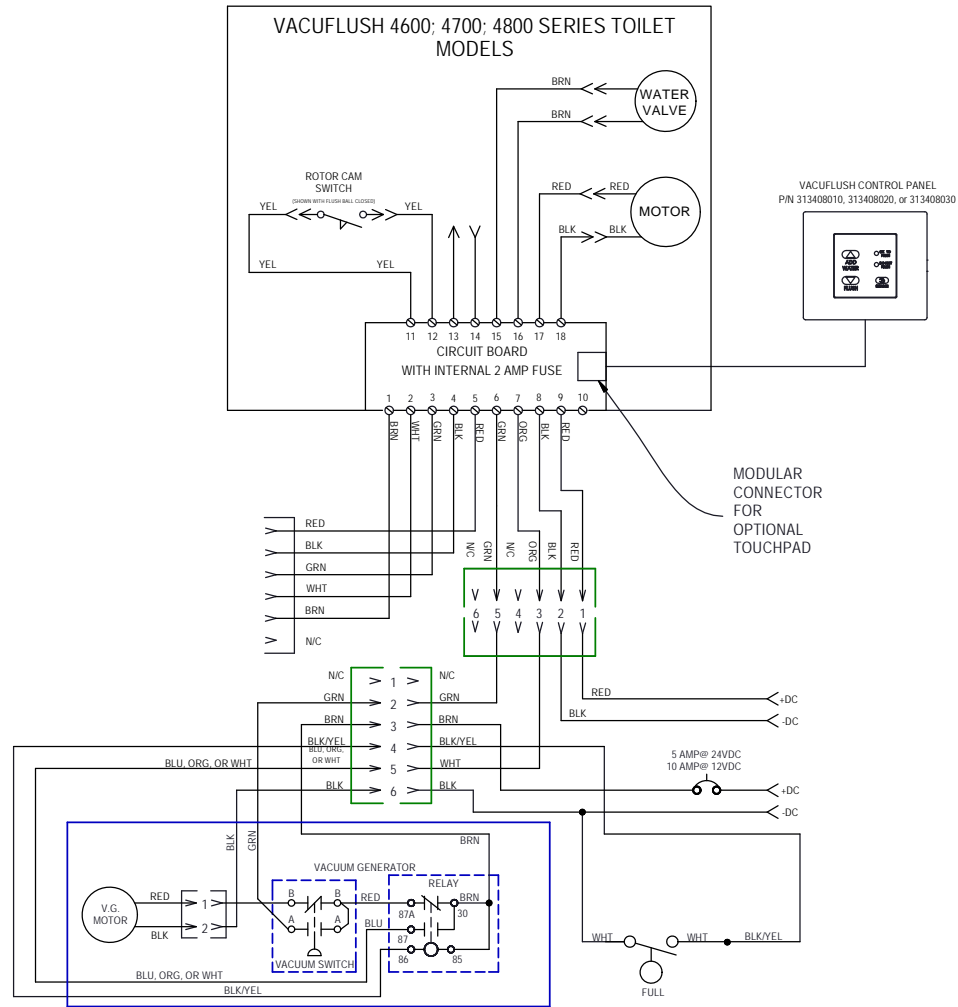 VACUFLUSH 4600; 4700; 4800 SERIES TOILET
MODELS
BRN
WATER
VALVE
BRN
ROTOR CAM
SWITCH
(SHOWN WITH FLUSH BALL CLOSED)
YEL
YEL
RED
RED
MOTOR
BLK
BLK
YEL
YEL
VACUFLUSH CONTROL PANEL
P/N 313408010, 313408020, or 313408030
ADD
WATER
FLUSH
11 12 13 14 15 16 17 18
CIRCUIT BOARD
WITH INTERNAL 2 AMP FUSE
1 2 3 4 5 6 7 8 9 10
BRN WHT GRN BLK RED GRN ORG BLK RED
MODULAR
CONNECTOR
FOR
OPTIONAL
TOUCHPAD
RED
BLK
GRN
WHT
BRN
N/C
N/C GRN N/C ORG BLK RED
6 5 4 3 2 1
N/C 1 N/C
GRN 2 GRN
BRN 3 BRN
BLK/YEL 4 BLK/YEL
BLU, ORG, OR WHT
BLU, ORG,
OR WHT
5 WHT
BLK 6 BLK
RED
+DC
BLK
-DC
5 AMP@ 24VDC
10 AMP@ 12VDC
+DC
-DC
BLK
GRN
BRN
VACUUM GENERATOR
RELAY
V.G.
MOTOR
RED
1
BLK
2
B B
A A
VACUUM SWITCH
RED
BLU
87A
BRN
30
87
86
85
BLU, ORG, OR WHT
BLK/YEL
WHT
WHT
BLK/YEL
FULL